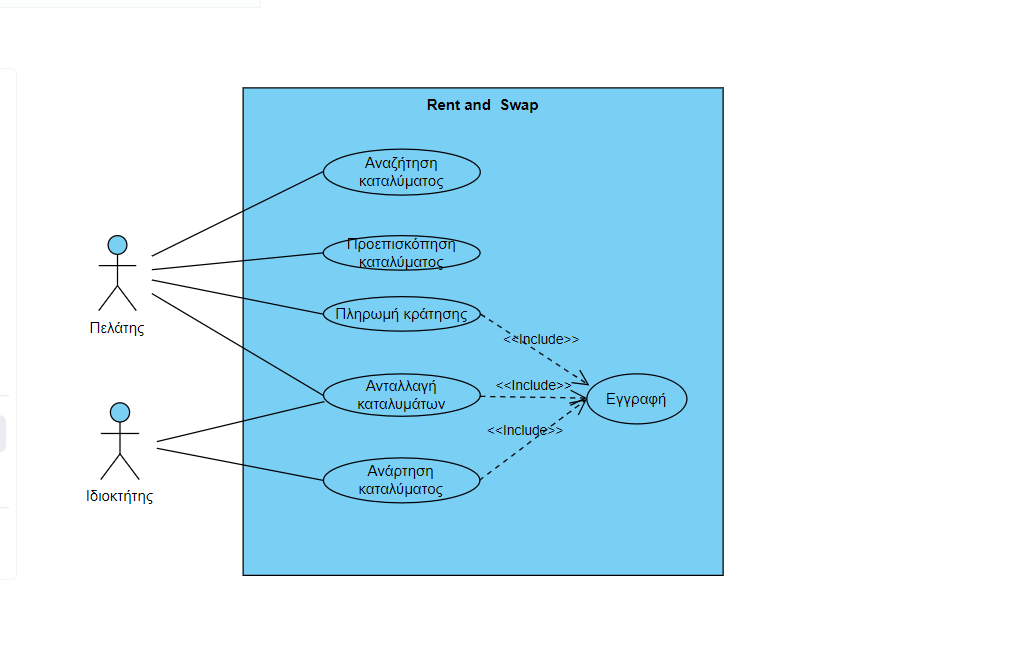 Rent and  Swap
Αναζήτηση
καταλύματος
Προεπισκόπηση
καταλύματος
Πελάτης
Πληρωμή κράτησης
<<Include>>
Ανταλλαγή
καταλυμάτων
<<Include>>
Εγγραφή
<<Include>>
Ιδιοκτήτης
Ανάρτηση
καταλύματος